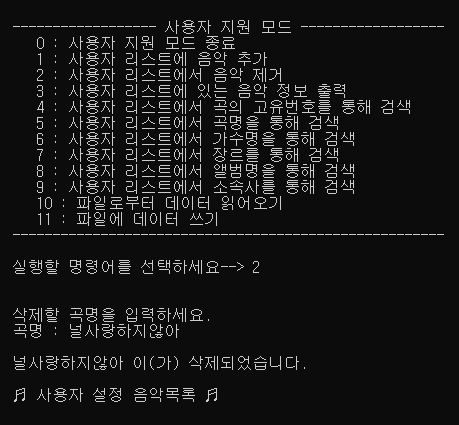 ------------------ 사용자 지원 모드 ------------------
0 : 사용자 지원 모드 종료
1 : 사용자 리스트에 음악 추가
2 : 사용자 리스트에서 음악 제거
3 : 사용자 리스트에 있는 음악 정보 출력
4 : 사용자 리스트에서 곡의 고유번호를 통해 검색
5 : 사용자 리스트에서 곡명을 통해 검색
6 : 사용자 리스트에서 가수명을 통해 검색
7 : 사용자 리스트에서 장르를 통해 검색
8 : 사용자 리스트에서 앨범명을 통해 검색
9 : 사용자 리스트에서 소속사를 통해 검색
10 : 파일로부터 데이터 읽어오기
11 : 파일에 데이터 쓰기
------------------------------------------------------
실행할 명령어를 선택하세요--> 2
삭제할 곡명을 입력하세요.
곡명 : 널사랑하지않아
널사랑하지않아 이(가) 삭제되었습니다.
♬ 사용자 설정 음악목록 ♬